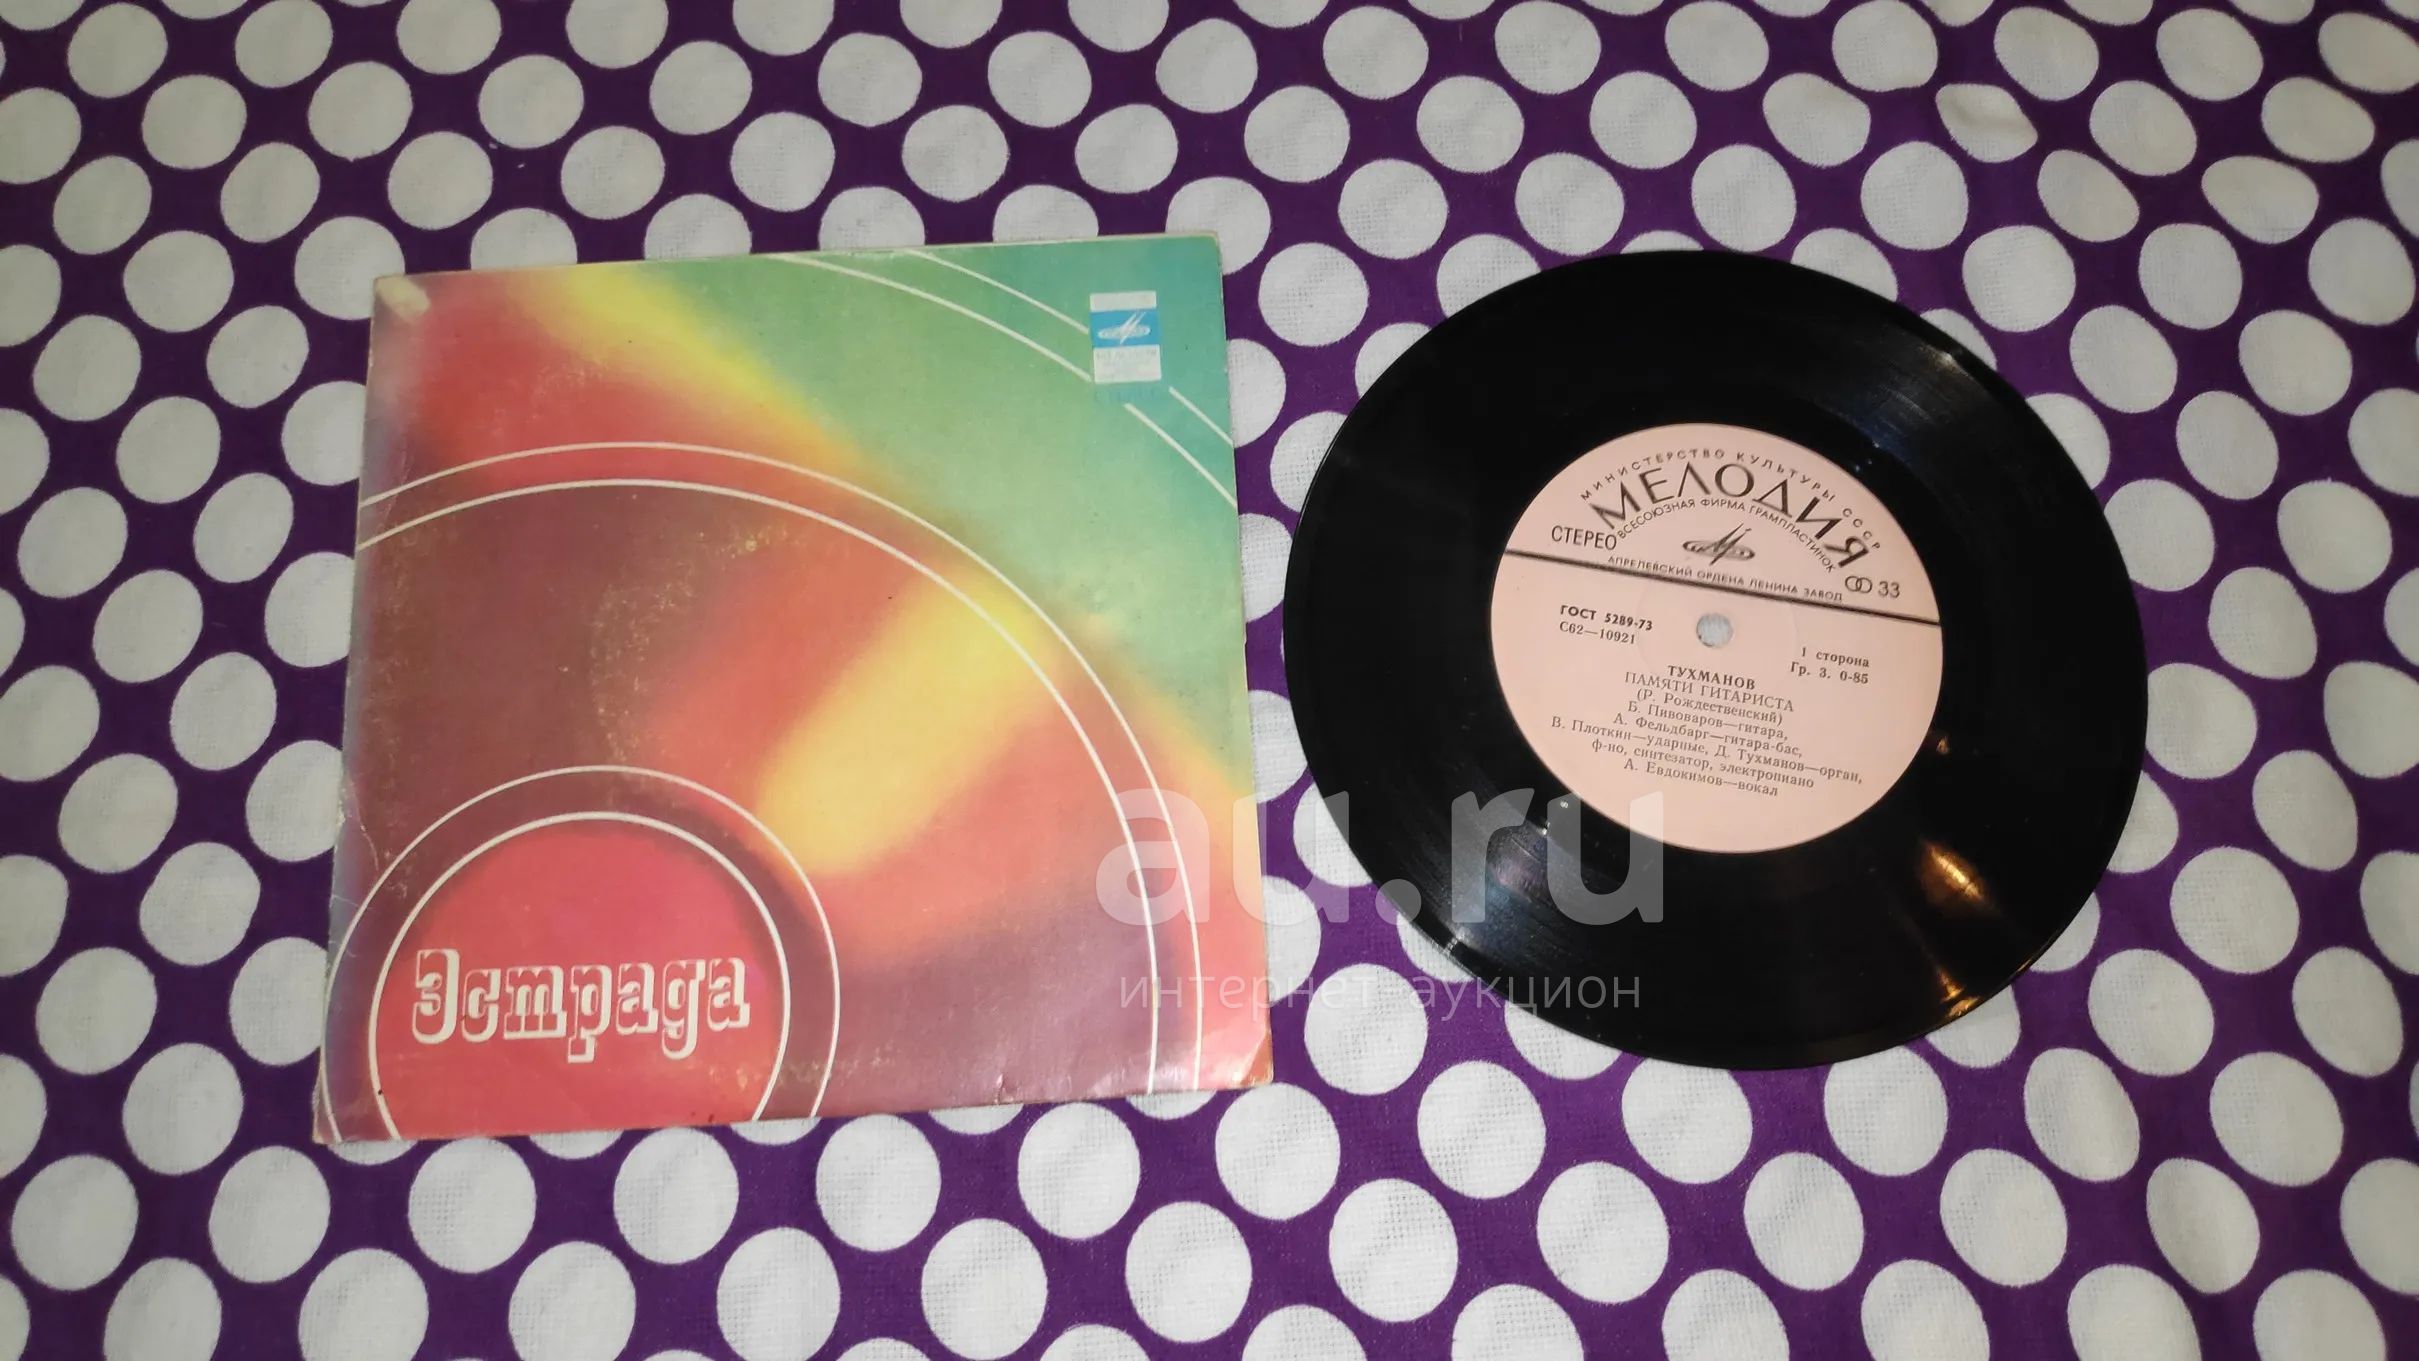 Эстрада
МИНИСТЕРСТВО КУЛЬТУРЫ СССР
МЕЛОДИЯ
ВСЕСОЮЗНАЯ ФИРМА ГРАМПЛАСТИНОК
СТЕРЕО
33
АПРЕЛЕВСКИЙ ОРДЕНА ЛЕНИНА ЗАВОД
ГОСТ 5289-73
С62—10921
1 сторона
Гр. 3. 0-85
ТУХМАНОВ
ПАМЯТИ ГИТАРИСТА
(Р. Рождественский)
Б. Пивоваров—гитара,
А. Фельдбарг—гитара-бас,
В. Плоткин—ударные, Д. Тухманов—орган,
ф-но, синтезатор, электропиано
А. Евдокимов—вокал
au.ru
интернет аукцион